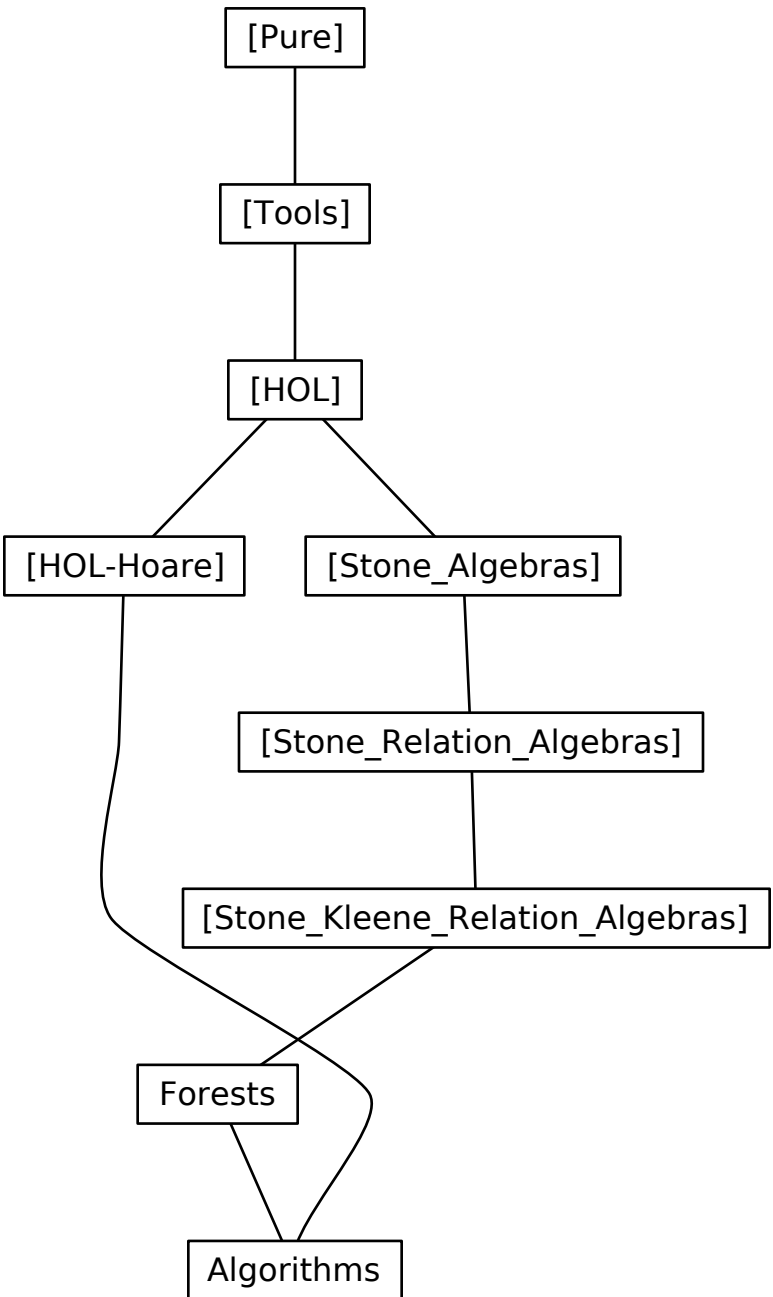 [Pure]
[Tools]
[HOL]
[HOL-Hoare]
[Stone_Algebras]
[Stone_Relation_Algebras]
[Stone_Kleene_Relation_Algebras]
Forests
Algorithms